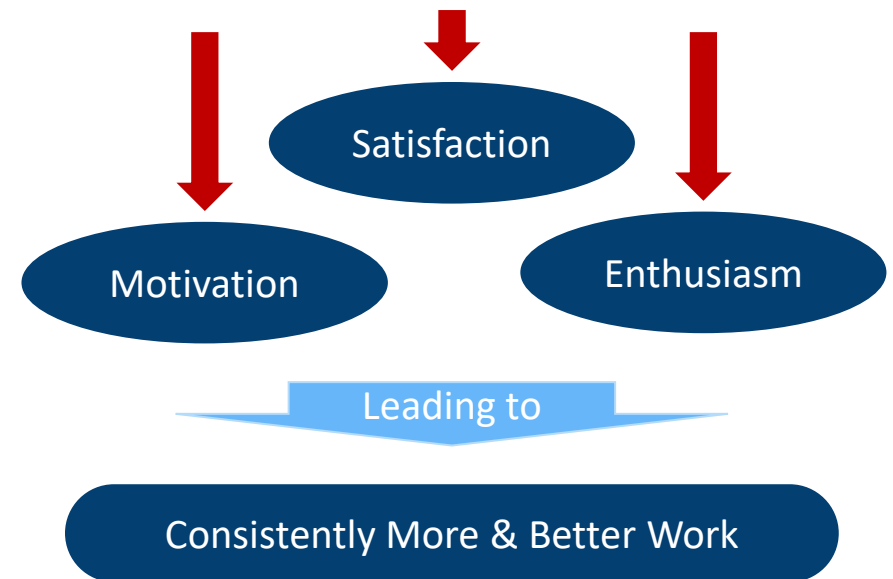 Satisfaction
Motivation
Enthusiasm
Leading to
Consistently More & Better Work